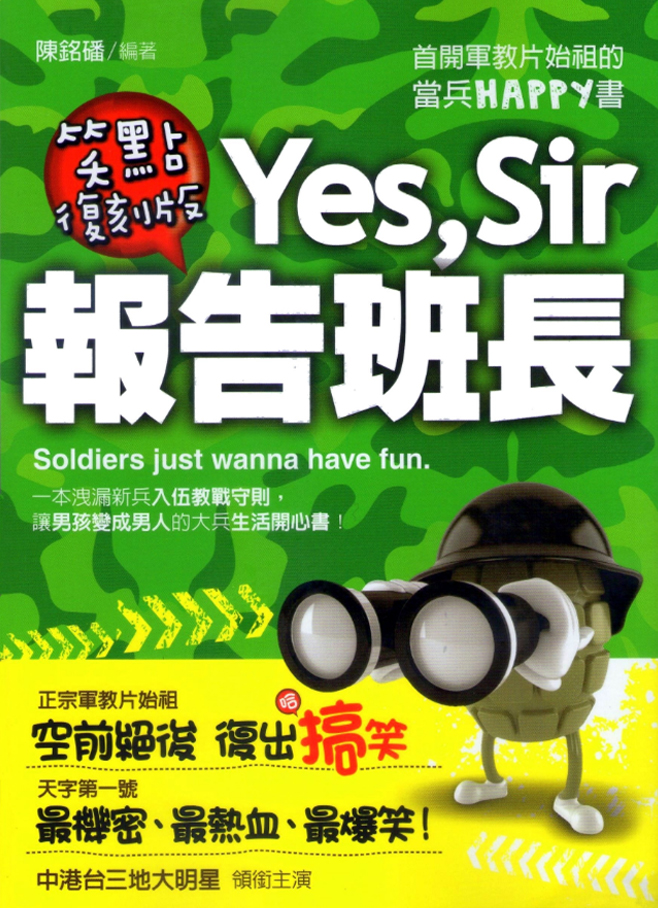 陳銘磻/編著
首開軍教片始祖的
當兵HAPPY書
笑點
復刻版
Yes,Sir
報告班長
Soldiers just wanna have fun.
一本洩漏新兵入伍教戰守則,
讓男孩變成男人的大兵生活開心書!
正宗軍教片始祖
哈
空前絕後 復出搞笑
天字第一號
最機密、最熱血、最爆笑!
中港台三地大明星 領銜主演